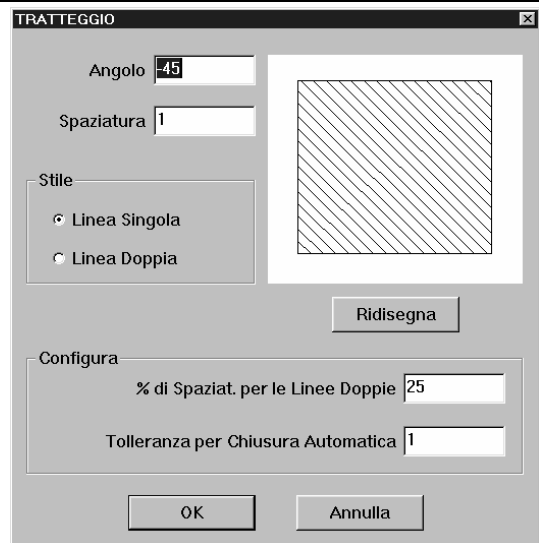 TRATTEGGIO
Angolo -45
Spaziatura 1
Stile
Linea Singola
Linea Doppia
Ridisegna
Configura
% di Spaziat. per le Linee Doppie 25
Tolleranza per Chiusura Automatica 1
OK Annulla